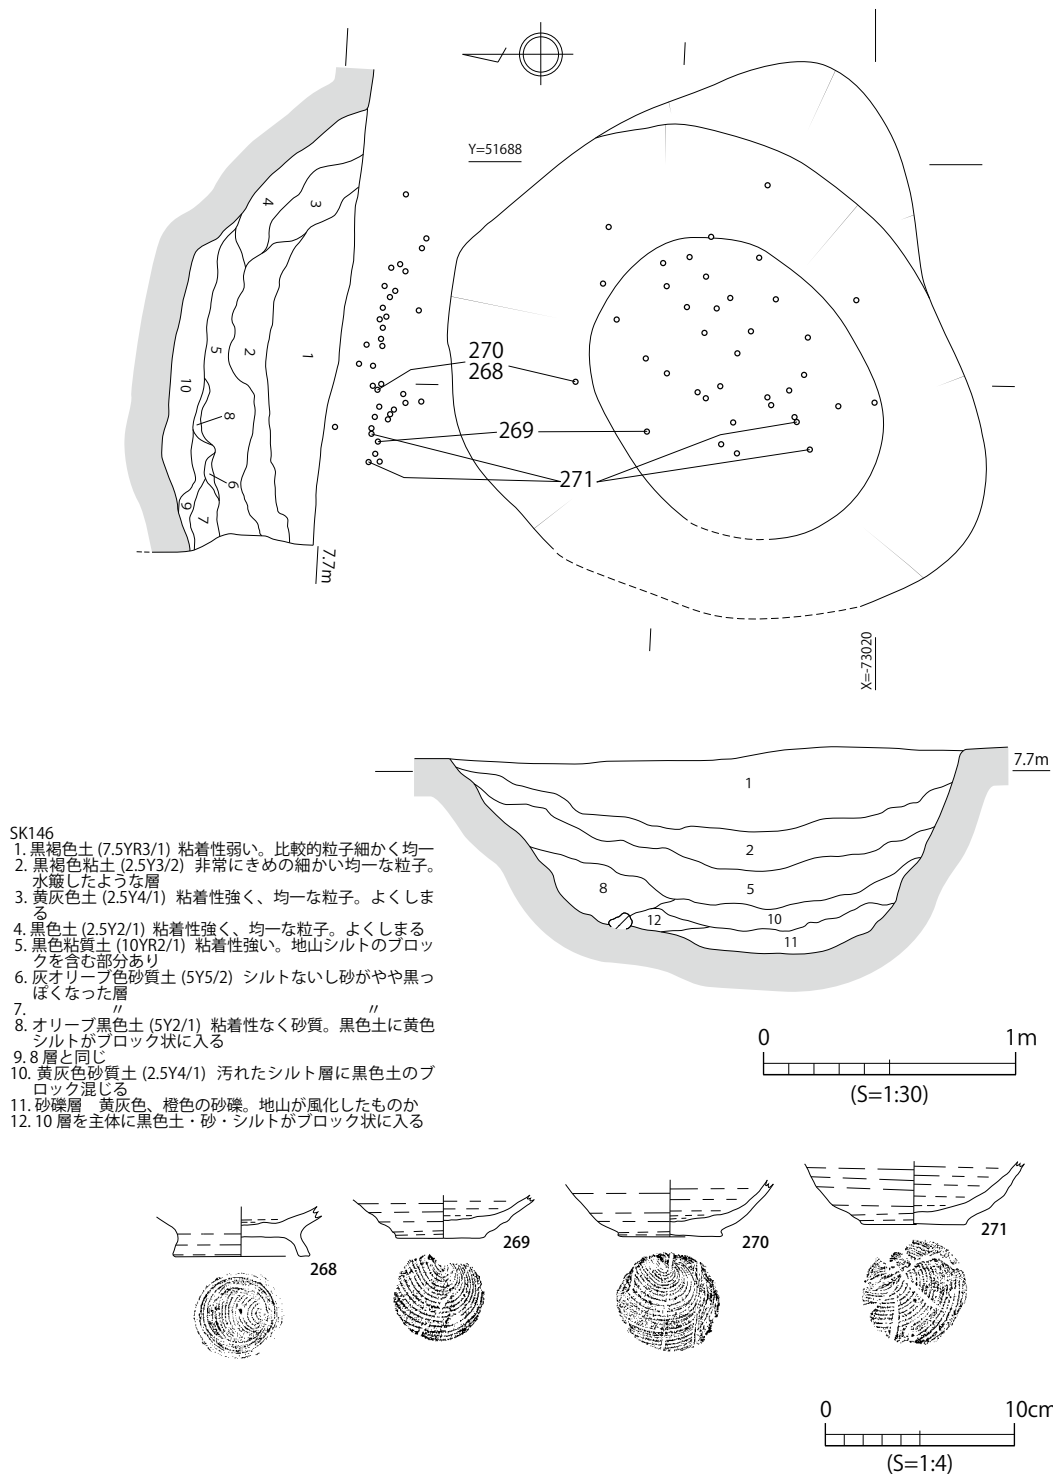 Y=51688
4
3
270
268
5
2
1
10
8
269
271
6
9
7
7.7m
X=-73020
7.7m
1
2
8
5
12
10
11
SK146
1. 黒褐色土 (7.5YR3/1) 粘着性弱い。比較的粒子細かく均一
2. 黒褐色粘土 (2.5Y3/2) 非常にきめの細かい均一な粒子。
水簸したような層
3. 黄灰色土 (2.5Y4/1) 粘着性強く、均一な粒子。よくしま
る
4. 黒色土 (2.5Y2/1) 粘着性強く、均一な粒子。よくしまる
5. 黒色粘質土 (10YR2/1) 粘着性強い。地山シルトのブロッ
クを含む部分あり
6. 灰オリーブ色砂質土 (5Y5/2) シルトないし砂がやや黒っ
ぽくなった層
7. 〃 〃
8. オリーブ黒色土 (5Y2/1) 粘着性なく砂質。黒色土に黄色
シルトがブロック状に入る
9. 8 層と同じ
10. 黄灰色砂質土 (2.5Y4/1) 汚れたシルト層に黒色土のブ
ロック混じる
11. 砂礫層 黄灰色、橙色の砂礫。地山が風化したものか
12. 10 層を主体に黒色土・砂・シルトがブロック状に入る
0 1m
(S=1:30)
268
269
270
271
0 10cm
(S=1:4)